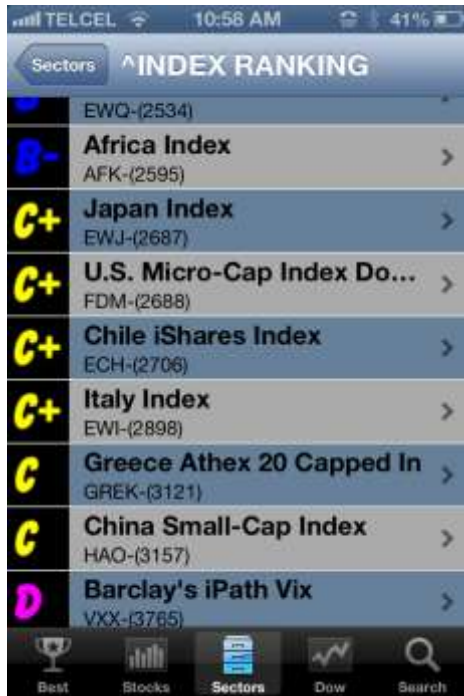 TELCEL 10:56 AM 41%
Sectors ^INDEX RANKING
EWQ-(2534)
B- Africa Index
AFK-(2595)
C+ Japan Index
EWJ-(2687)
C+ U.S. Micro-Cap Index Do...
FDM-(2688)
C+ Chile iShares Index
ECH-(2706)
C+ Italy Index
EWI-(2898)
C Greece Athex 20 Capped In
GREK-(3121)
C China Small-Cap Index
HAO-(3157)
D Barclay's iPath Vix
VXX-(3765)
Best Stocks Sectors Dow Search